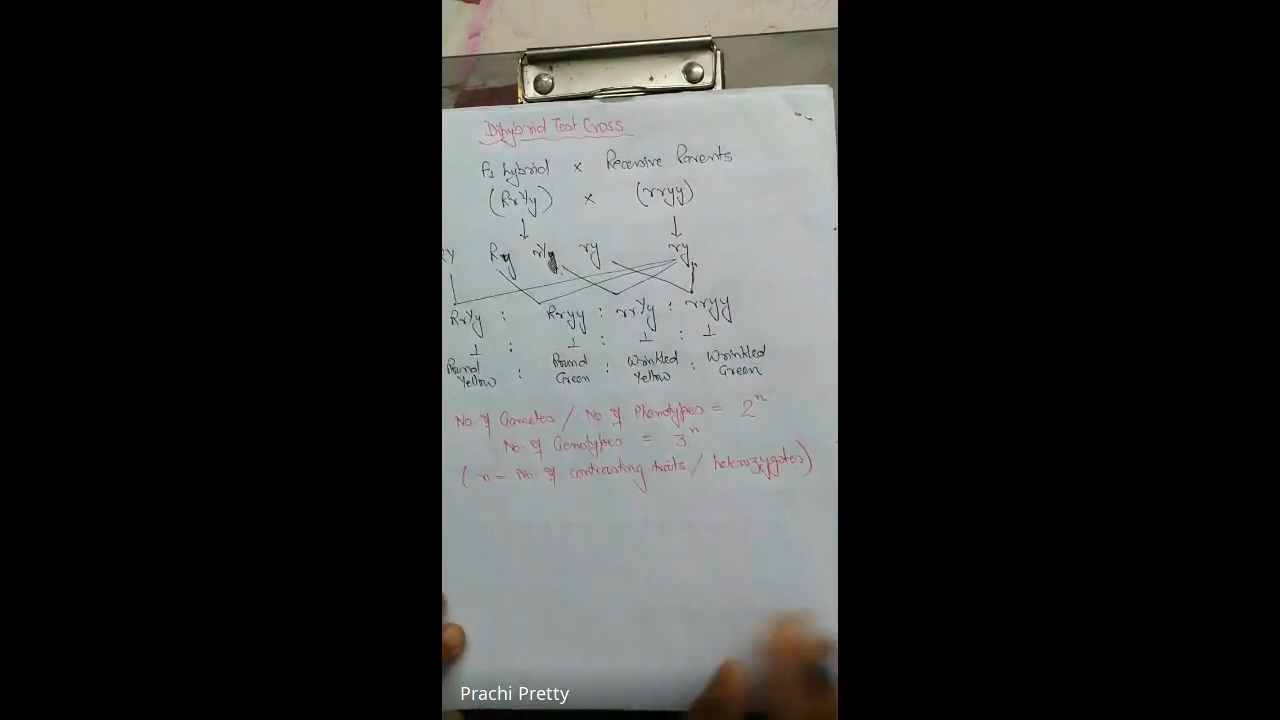 Dihybrid Test Cross
F1 hybrid × Recessive Parents
(RrYy) × (rryy)
↓ ↓
RY Ry rY ry ry
RrYy : Rryy : rrYy : rryy
1 : 1 : 1 : 1
Round Yellow : Round Green : Wrinkled Yellow : Wrinkled Green
No. of Gametes / No. of Phenotypes = 2ⁿ
No. of Genotypes = 3ⁿ
(n = No. of contrasting traits / heterozygotes)
Prachi Pretty